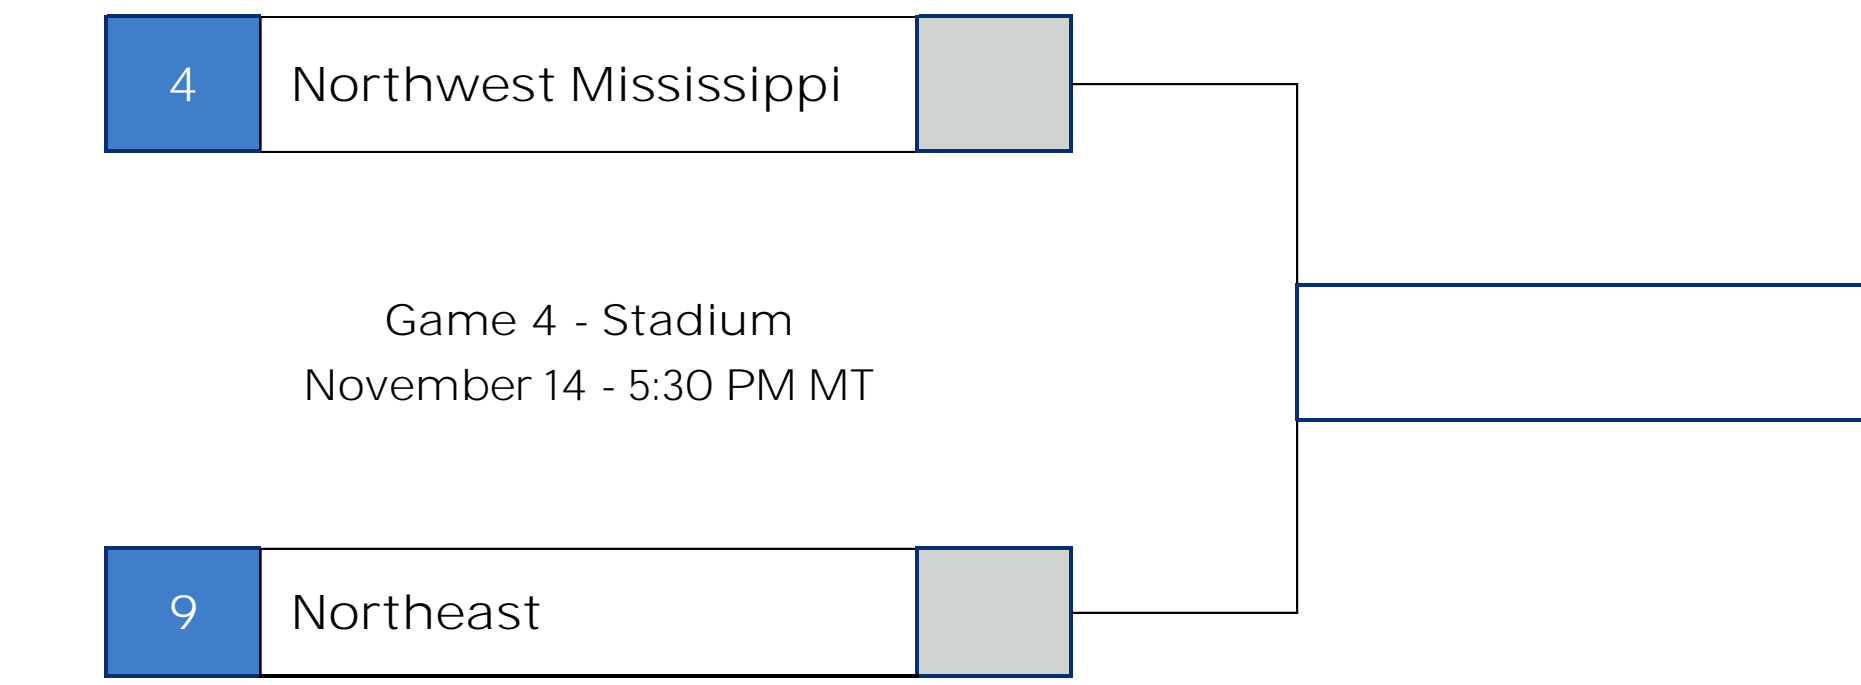 4 Northwest Mississippi
Game 4 - Stadium
November 14 - 5:30 PM MT
9 Northeast